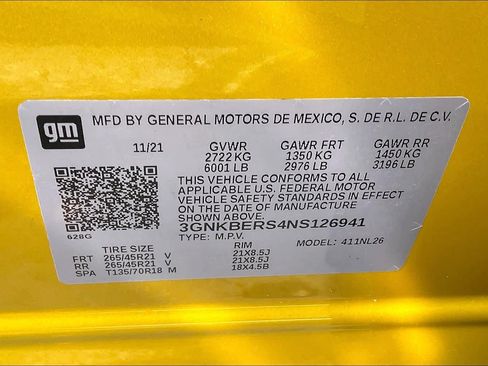 gm
MFD BY GENERAL MOTORS DE MEXICO, S. DE R.L. DE C.V.
11/21 GVWR GAWR FRT GAWR RR
2722 KG 1350 KG 1450 KG
6001 LB 2976 LB 3196 LB
THIS VEHICLE CONFORMS TO ALL
APPLICABLE U.S. FEDERAL MOTOR
VEHICLE SAFETY STANDARDS IN EFFECT
ON THE DATE OF MANUFACTURE SHOWN ABOVE.
628G 3GNKBERS4NS126941
TYPE: M.P.V. MODEL: 411NL26
TIRE SIZE RIM
FRT 265/45R21 V 21X8.5J
RR 265/45R21 V 21X8.5J
SPA T135/70R18 M 18X4.5B